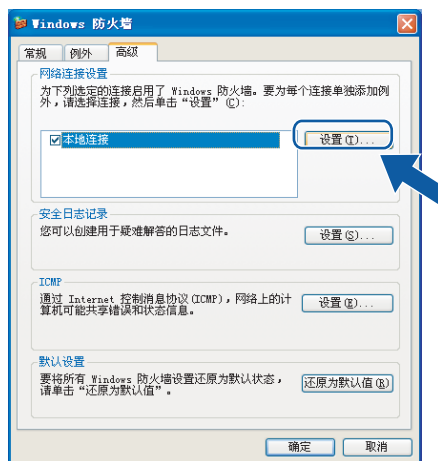 Windows 防火墙
常规 例外 高级
网络连接设置
为下列选定的连接启用了 Windows 防火墙。要为每个连接单独添加例
外，请选择连接，然后单击“设置”(C):
本地连接
设置(T)...
安全日志记录
您可以创建用于疑难解答的日志文件。
设置(S)...
ICMP
通过 Internet 控制消息协议(ICMP)，网络上的计
算机可能共享错误和状态信息。
设置(E)...
默认设置
要将所有 Windows 防火墙设置还原为默认状态，
请单击“还原为默认值”。
还原为默认值(R)
确定 取消